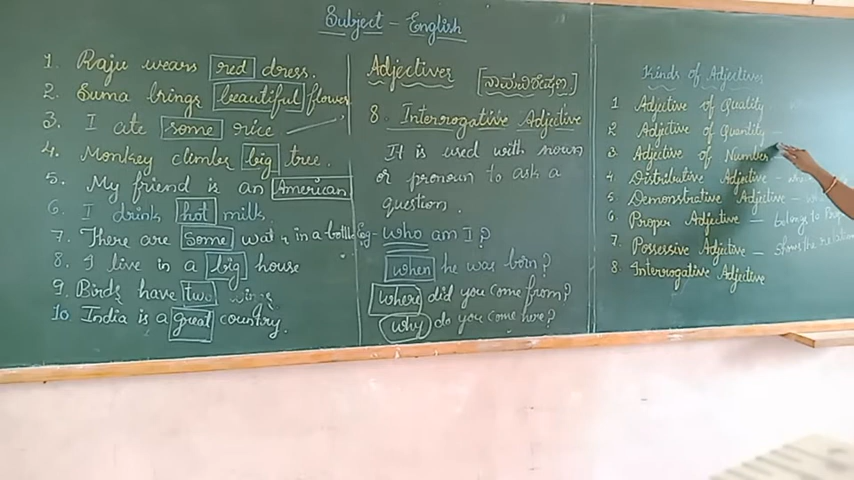 Subject - English
1. Raju wears red dress.
2. Suma brings beautiful flower
3. I ate some rice
4. Monkey climbs big tree.
5. My friend is an American
6. I drink hot milk.
7. There are some in a bottle
8. I live in a big house
9. Birds have two wings
10. India is a great country.
Adjectives
[ನಾಮವಿಶೇಷಣ]
8. Interrogative Adjective
It is used with noun
or pronoun to ask a
question.
Eg- who am I?
when he was born?
where did you come from?
why do you come here?
Kinds of Adjectives
1 Adjective of Quality
2 Adjective of Quantity -
3 Adjective of Number
4. Distributive Adjective -
5. Demonstrative Adjective -
6. Proper Adjective - belongs to
7. Possessive Adjective - shows the relation
8. Interrogative Adjective